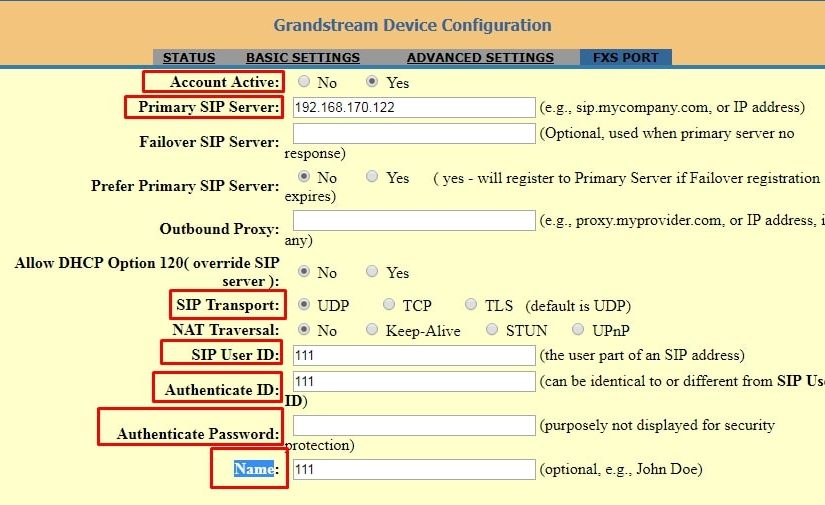 Grandstream Device Configuration
STATUS BASIC SETTINGS ADVANCED SETTINGS FXS PORT
Account Active: No Yes
Primary SIP Server: 192.168.170.122 (e.g., sip.mycompany.com, or IP address)
Failover SIP Server: (Optional, used when primary server no
response)
Prefer Primary SIP Server: No Yes ( yes - will register to Primary Server if Failover registration
expires)
Outbound Proxy: (e.g., proxy.myprovider.com, or IP address, i
any)
Allow DHCP Option 120( override SIP
server ): No Yes
SIP Transport: UDP TCP TLS (default is UDP)
NAT Traversal: No Keep-Alive STUN UPnP
SIP User ID: 111 (the user part of an SIP address)
Authenticate ID: 111 (can be identical to or different from SIP Use
ID)
Authenticate Password: (purposely not displayed for security
protection)
Name: 111 (optional, e.g., John Doe)